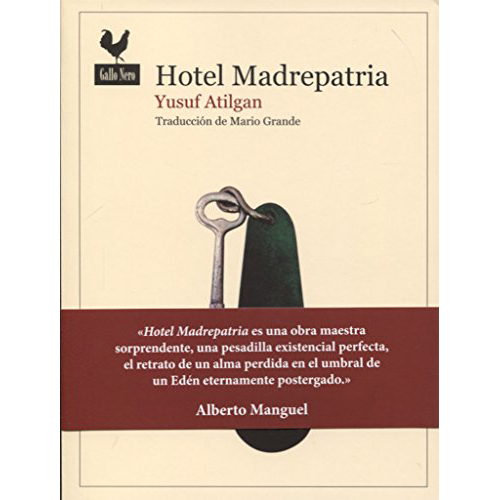 Gallo Nero
Hotel Madrepatria
Yusuf Atilgan
Traducción de Mario Grande
«Hotel Madrepatria es una obra maestra
sorprendente, una pesadilla existencial perfecta,
el retrato de un alma perdida en el umbral de
un Edén eternamente postergado.»
Alberto Manguel